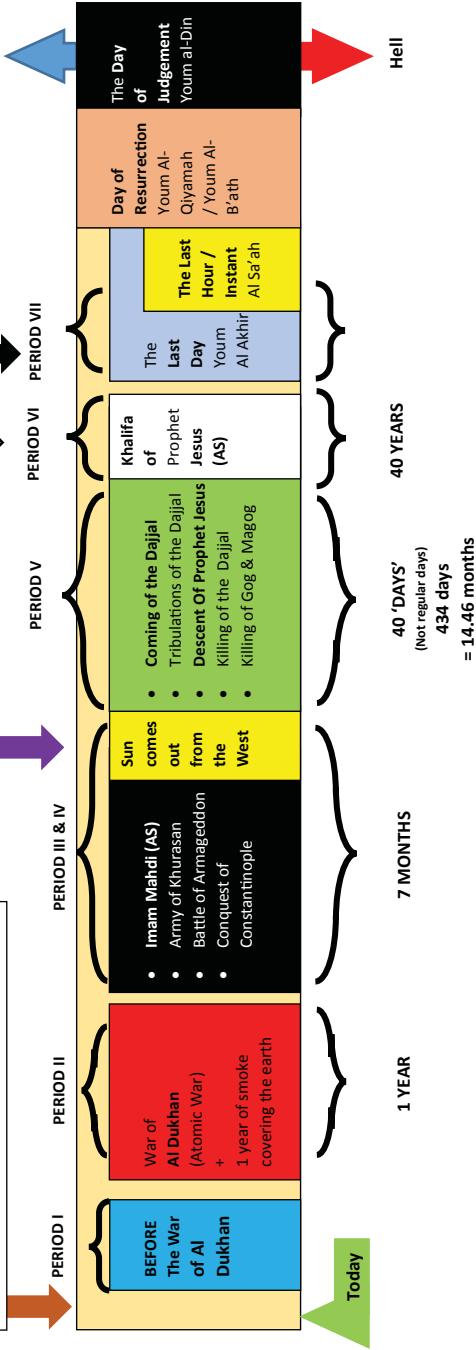 PERIOD I
PERIOD II
PERIOD III & IV
PERIOD V
PERIOD VI
PERIOD VII
BEFORE
The War
of Al
Dukhan
War of
Al Dukhan
(Atomic War)
+
1 year of smoke
covering the earth
• Imam Mahdi (AS)
• Army of Khurasan
• Battle of Armageddon
• Conquest of
Constantinople
Sun
comes
out
from
the
West
• Coming of the Dajjal
• Tribulations of the Dajjal
• Descent Of Prophet Jesus
• Killing of the Dajjal
• Killing of Gog & Magog
Khalifa
of
Prophet
Jesus
(AS)
The
Last
Day
Youm
Al Akhir
The Last
Hour /
Instant
Al Sa'ah
Day of
Resurrection
Youm Al-
Qiyamah
/ Youm Al-
B'ath
The Day
of
Judgement
Youm al-Din
Today
1 YEAR
7 MONTHS
40 'DAYS'
(Not regular days)
434 days
= 14.46 months
40 YEARS
Hell